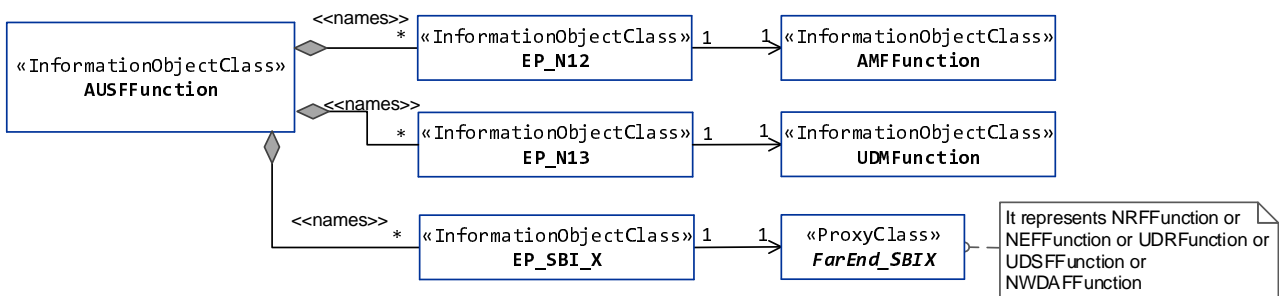 «InformationObjectClass»
AUSFFunction
<<names>>
*
«InformationObjectClass»
EP_N12
1
1
«InformationObjectClass»
AMFFunction
<<names>>
*
«InformationObjectClass»
EP_N13
1
1
«InformationObjectClass»
UDMFunction
<<names>>
*
«InformationObjectClass»
EP_SBI_X
1
1
«ProxyClass»
FarEnd_SBIX
It represents NRFFunction or
NEFFunction or UDRFunction or
UDSFFunction or
NWDAFFunction